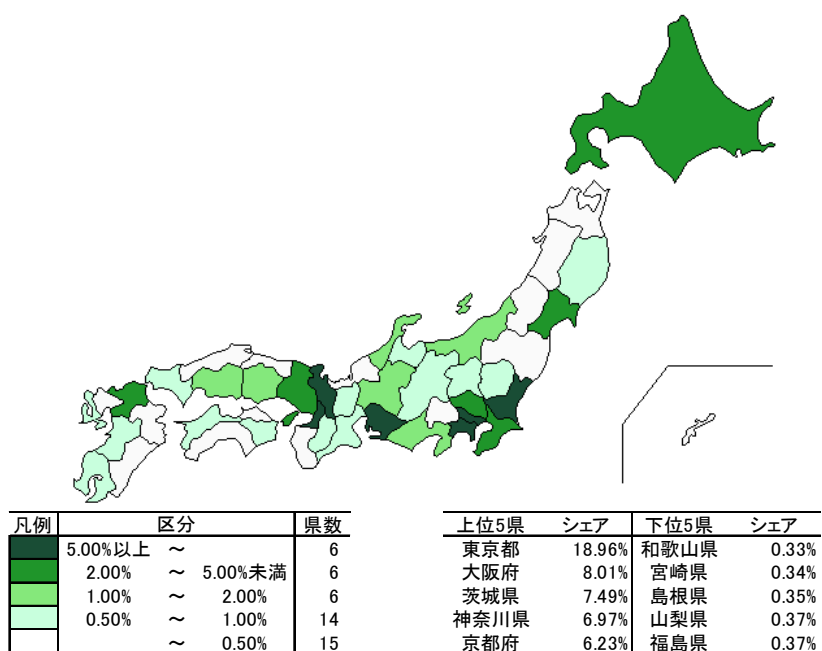 凡例 区分 県数
5.00%以上 ～ 6
2.00% ～ 5.00%未満 6
1.00% ～ 2.00% 6
0.50% ～ 1.00% 14
～ 0.50% 15
上位5県 シェア 下位5県 シェア
東京都 18.96% 和歌山県 0.33%
大阪府 8.01% 宮崎県 0.34%
茨城県 7.49% 島根県 0.35%
神奈川県 6.97% 山梨県 0.37%
京都府 6.23% 福島県 0.37%